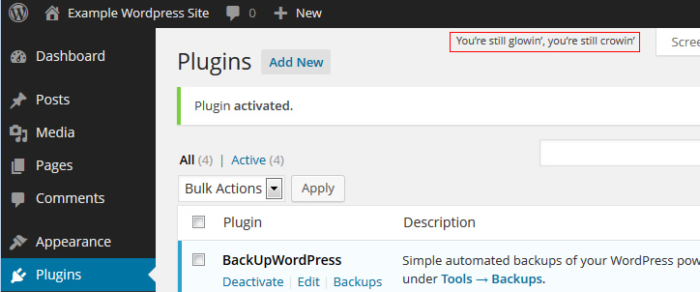 Example Wordpress Site 0 New
You're still glowin', you're still crowin'
Scree
Dashboard
Plugins Add New
Posts
Plugin activated.
Media
Pages
All (4) | Active (4)
Comments
Bulk Actions Apply
Plugin Description
Appearance
BackUpWordPress Simple automated backups of your WordPress pow
Plugins
Deactivate | Edit | Backups under Tools → Backups.